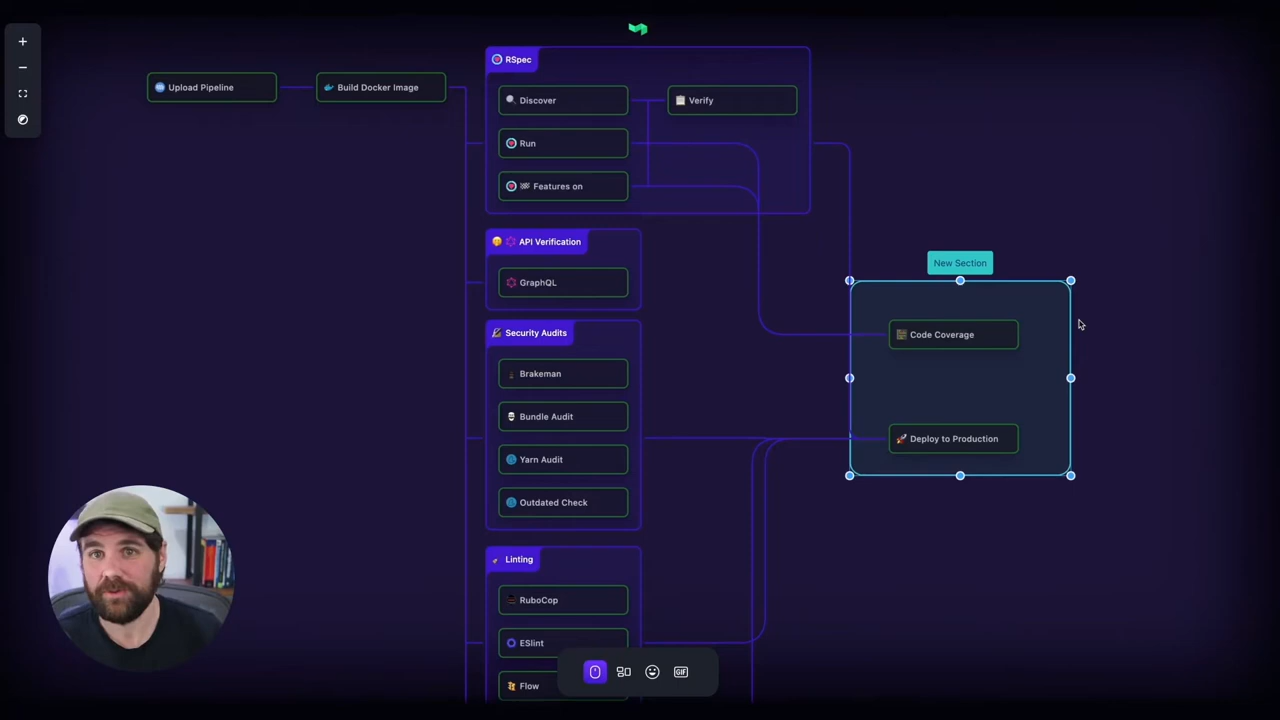 RSpec
Upload Pipeline
Build Docker Image
Discover
Verify
Run
Features on
API Verification
GraphQL
New Section
Security Audits
Code Coverage
Brakeman
Bundle Audit
Deploy to Production
Yarn Audit
Outdated Check
Linting
RuboCop
ESlint
Flow
GIF